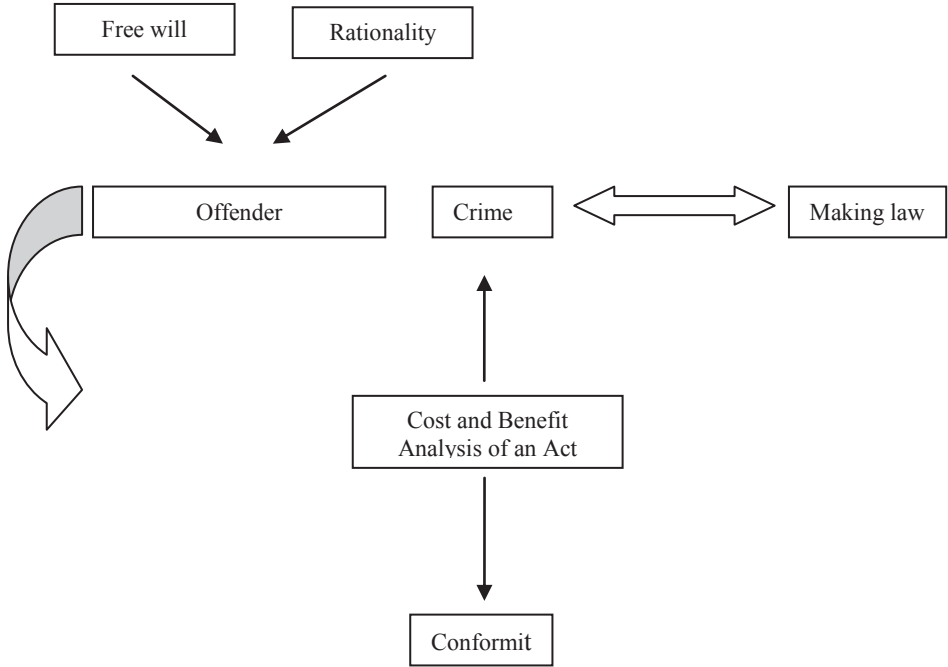 Free will
Rationality
Offender
Crime
Making law
Cost and Benefit
Analysis of an Act
Conformit